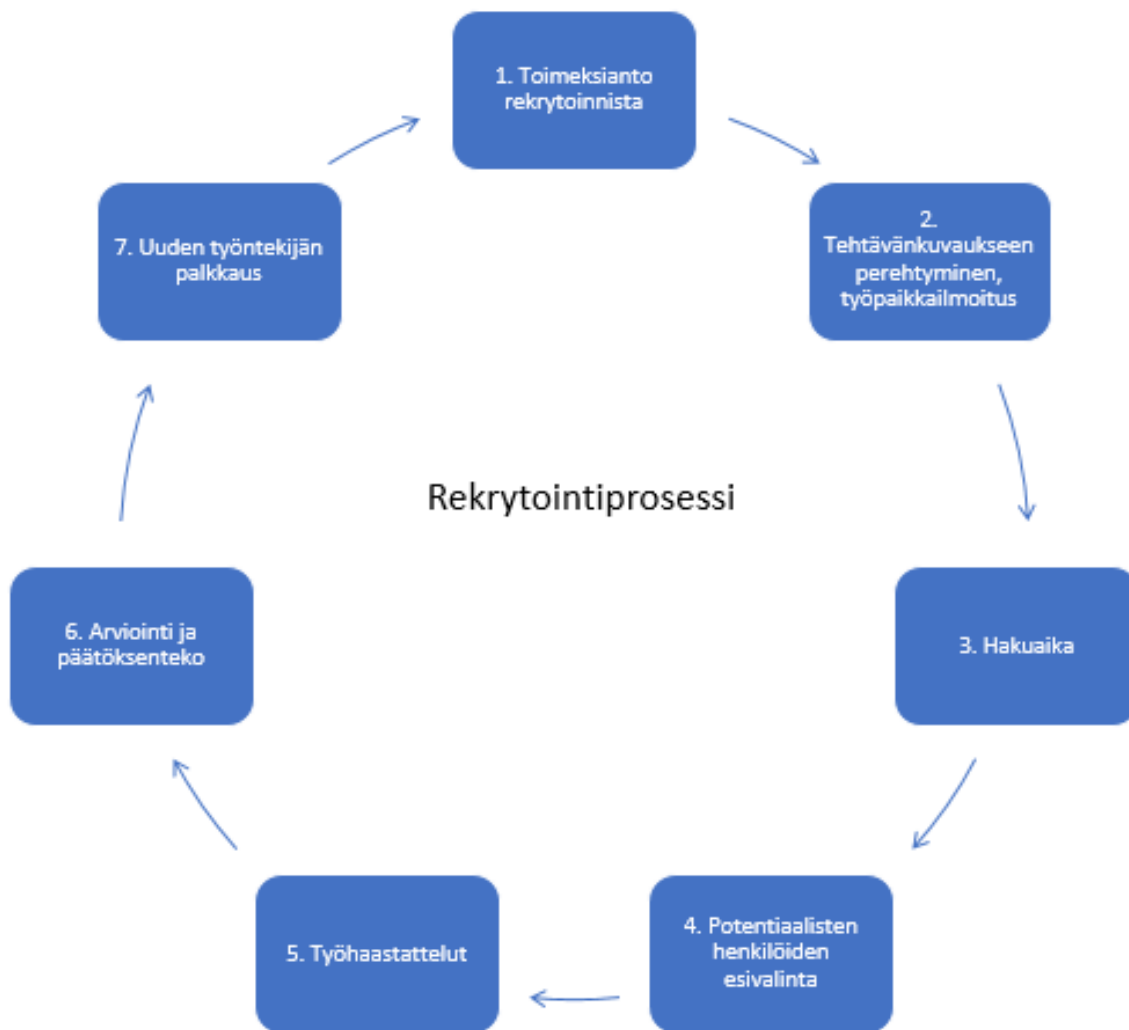 1. Toimeksianto
rekrytoinnista
2.
Tehtävänkuvaukseen
perehtyminen,
työpaikkailmoitus
3. Hakuaika
4. Potentiaalisten
henkilöiden
esivalinta
5. Työhaastattelut
6. Arviointi ja
päätöksenteko
7. Uuden työntekijän
palkkaus
Rekrytointiprosessi